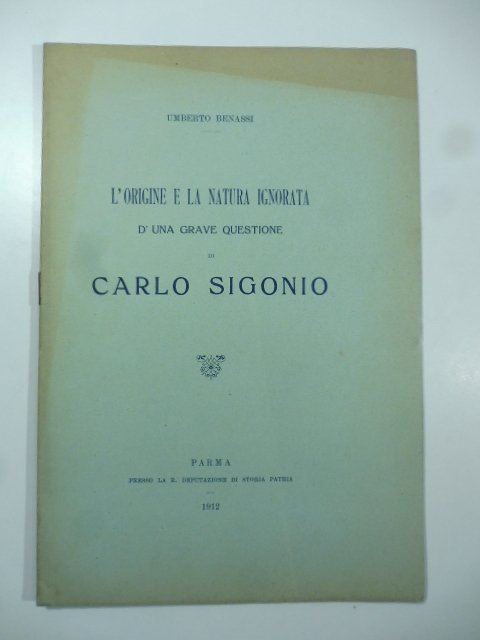 UMBERTO BENASSI
L'ORIGINE E LA NATURA IGNORATA
D'UNA GRAVE QUESTIONE
DI
CARLO SIGONIO
PARMA
PRESSO LA R. DEPUTAZIONE DI STORIA PATRIA
1912